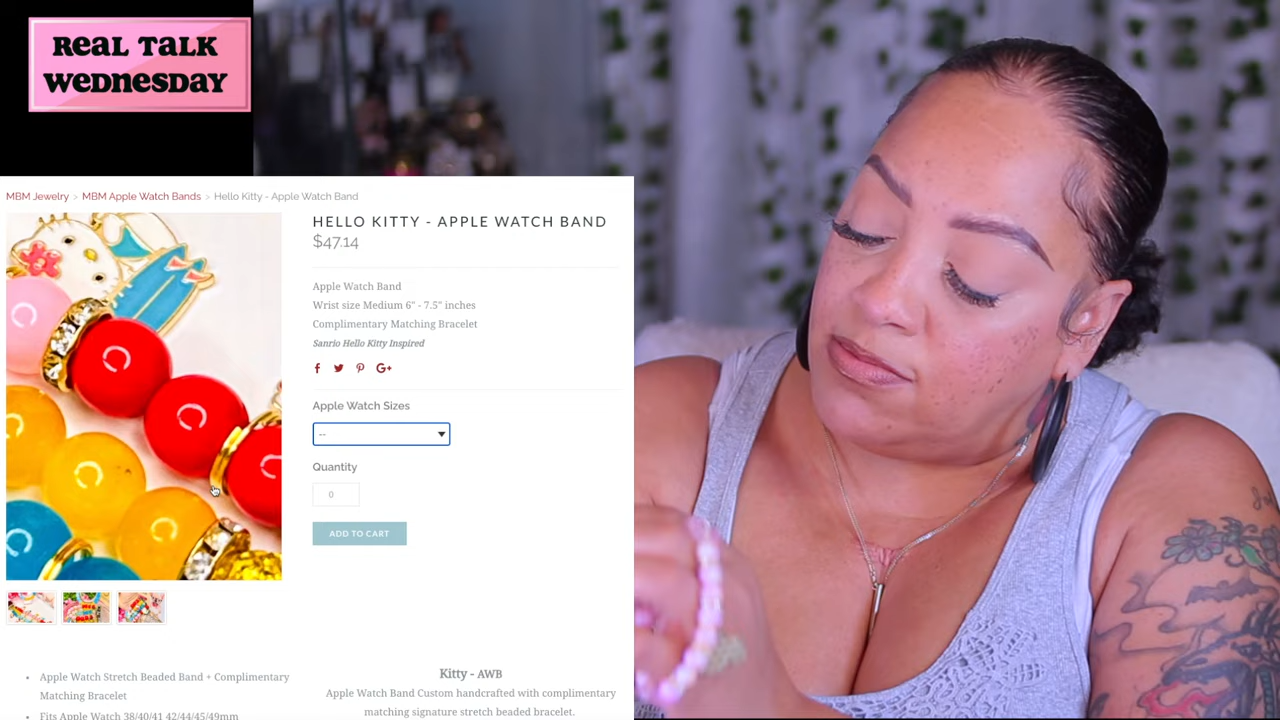 REAL TALK
WEDNESDAY
MBM Jewelry > MBM Apple Watch Bands > Hello Kitty - Apple Watch Band
HELLO KITTY - APPLE WATCH BAND
$47.14
Apple Watch Band
Wrist size Medium 6" - 7.5" inches
Complimentary Matching Bracelet
Sanrio Hello Kitty Inspired
Apple Watch Sizes
--
Quantity
0
ADD TO CART
• Apple Watch Stretch Beaded Band + Complimentary
Matching Bracelet
• Fits Apple Watch 38/40/41 42/44/45/49mm
Kitty - AWB
Apple Watch Band Custom handcrafted with complimentary
matching signature stretch beaded bracelet.